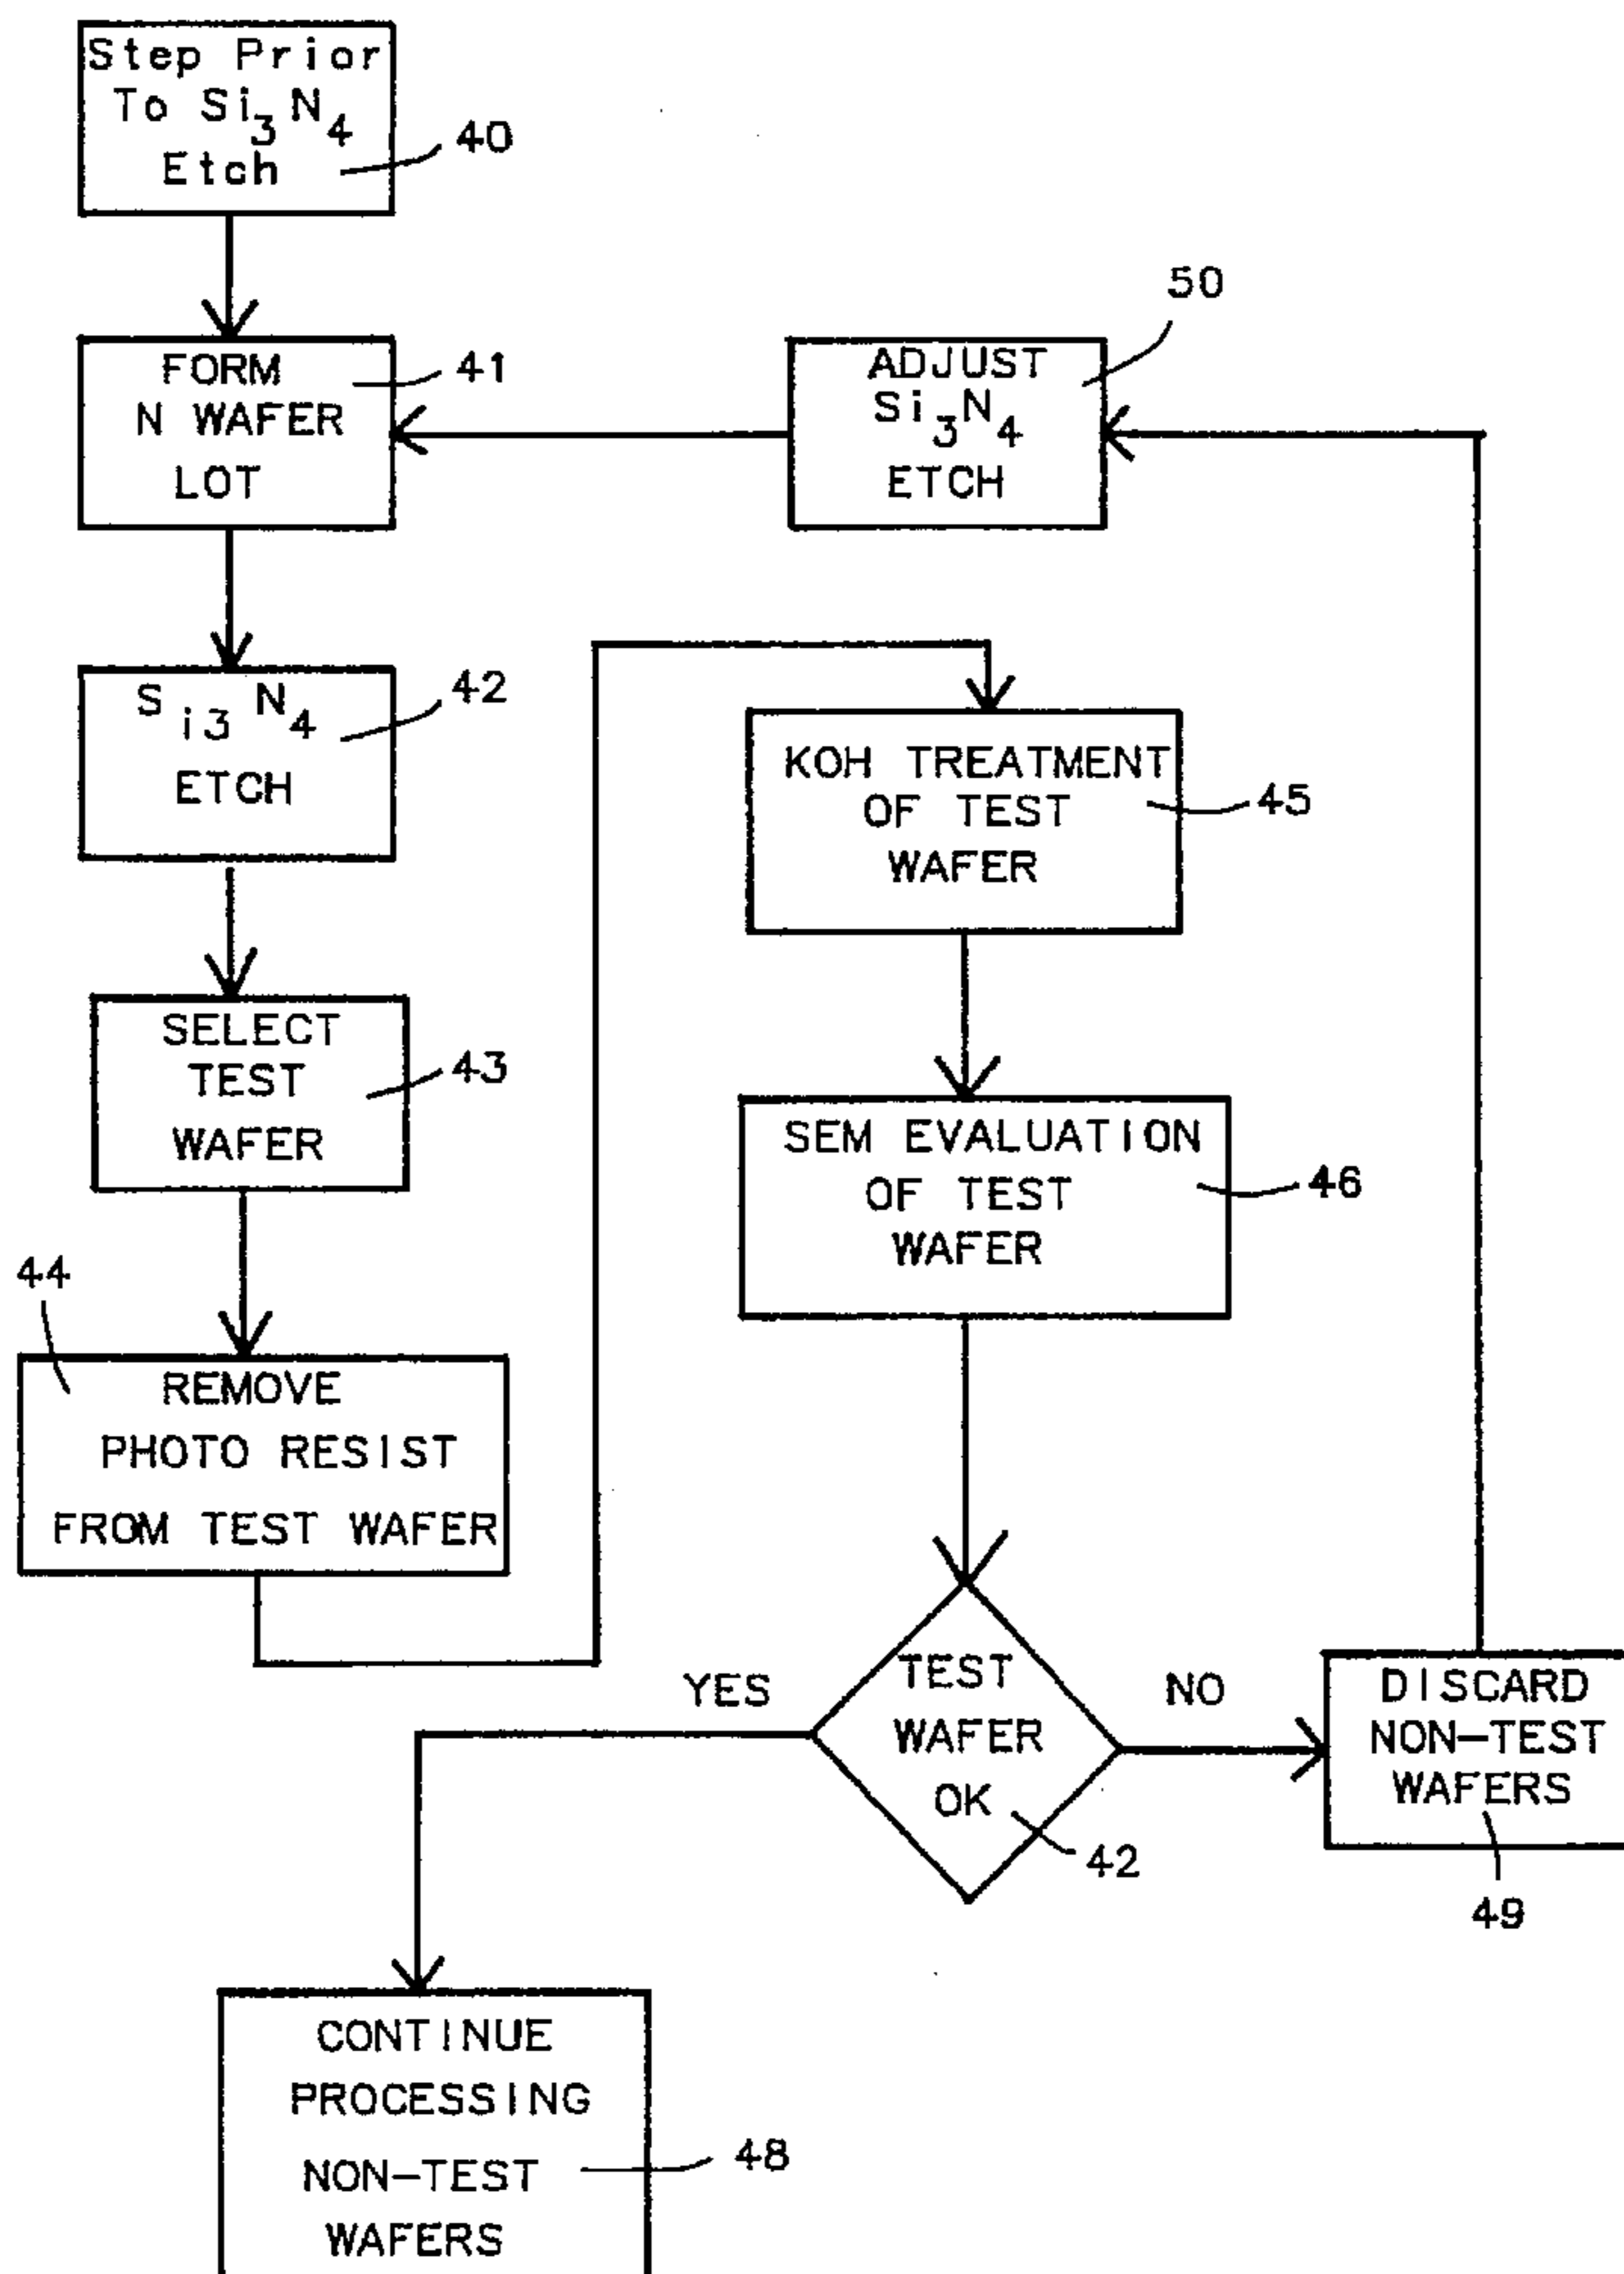 Step Prior
To Si3N4
Etch
40
FORM
N WAFER
LOT
41
ADJUST
Si3N4
ETCH
50
Si3 N4
ETCH
42
SELECT
TEST
WAFER
43
44
REMOVE
PHOTO RESIST
FROM TEST WAFER
KOH TREATMENT
OF TEST
WAFER
45
SEM EVALUATION
OF TEST
WAFER
46
TEST
WAFER
OK
42
YES
NO
DISCARD
NON-TEST
WAFERS
49
CONTINUE
PROCESSING
NON-TEST
WAFERS
48